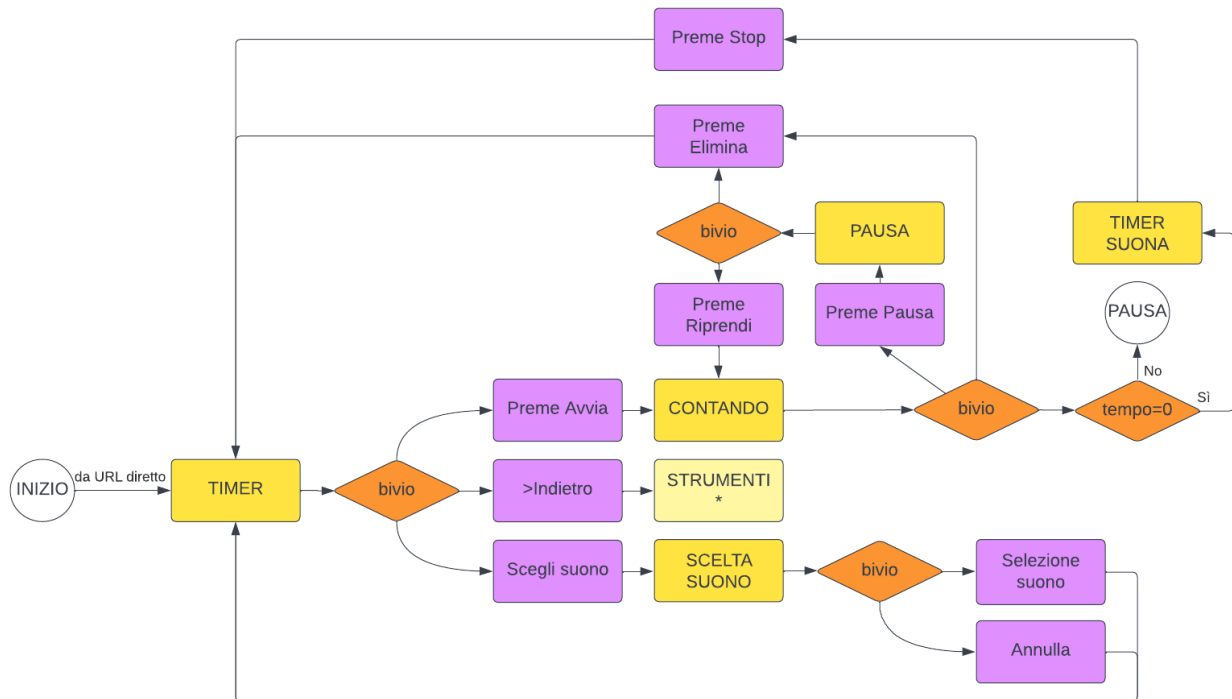 Preme Stop
Preme
Elimina
bivio
PAUSA
TIMER
SUONA
Preme
Riprendi
Preme Pausa
PAUSA
No
Preme Avvia
CONTANDO
bivio
tempo=0
Sì
INIZIO
da URL diretto
TIMER
bivio
>Indietro
STRUMENTI
*
Scegli suono
SCELTA
SUONO
bivio
Selezione
suono
Annulla